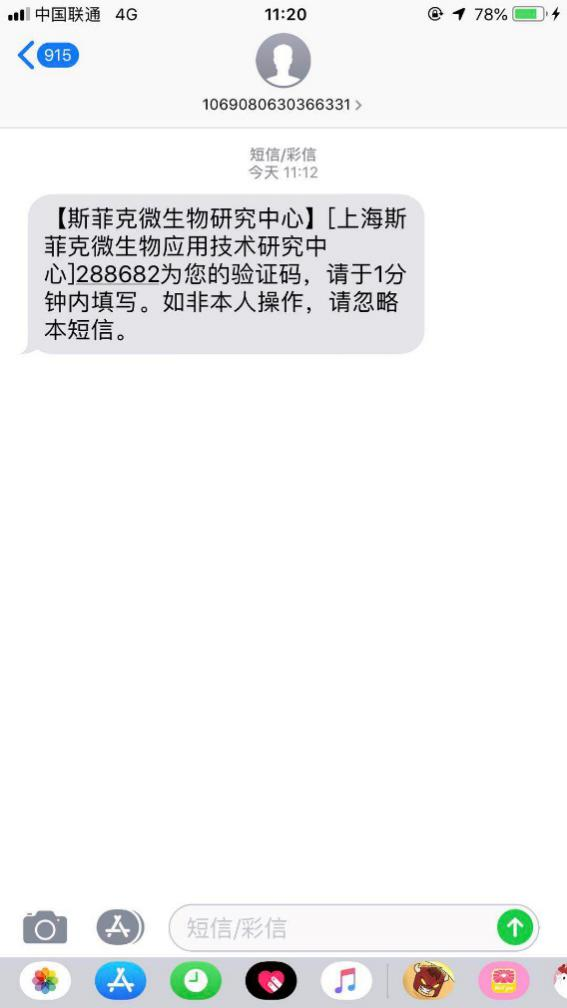 中国联通 4G 11:20 78%
915
1069080630366331
短信/彩信
今天 11:12
【斯菲克微生物研究中心】[上海斯
菲克微生物应用技术研究中
心]288682为您的验证码，请于1分
钟内填写。如非本人操作，请忽略
本短信。
短信/彩信